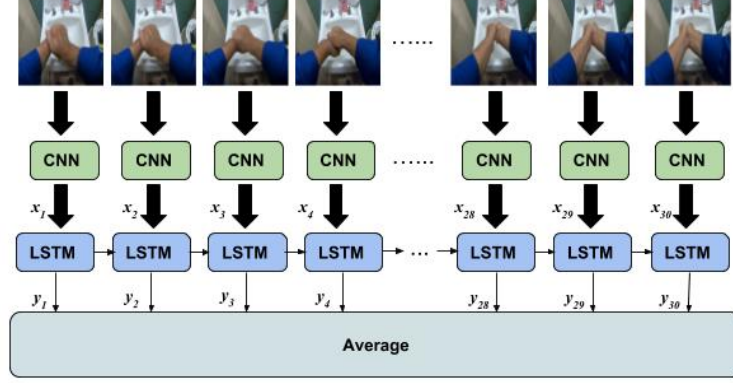 ......
CNN CNN CNN CNN ...... CNN CNN CNN
x1 x2 x3 x4 x28 x29 x30
LSTM LSTM LSTM LSTM ... LSTM LSTM LSTM
y1 y2 y3 y4 y28 y29 y30
Average